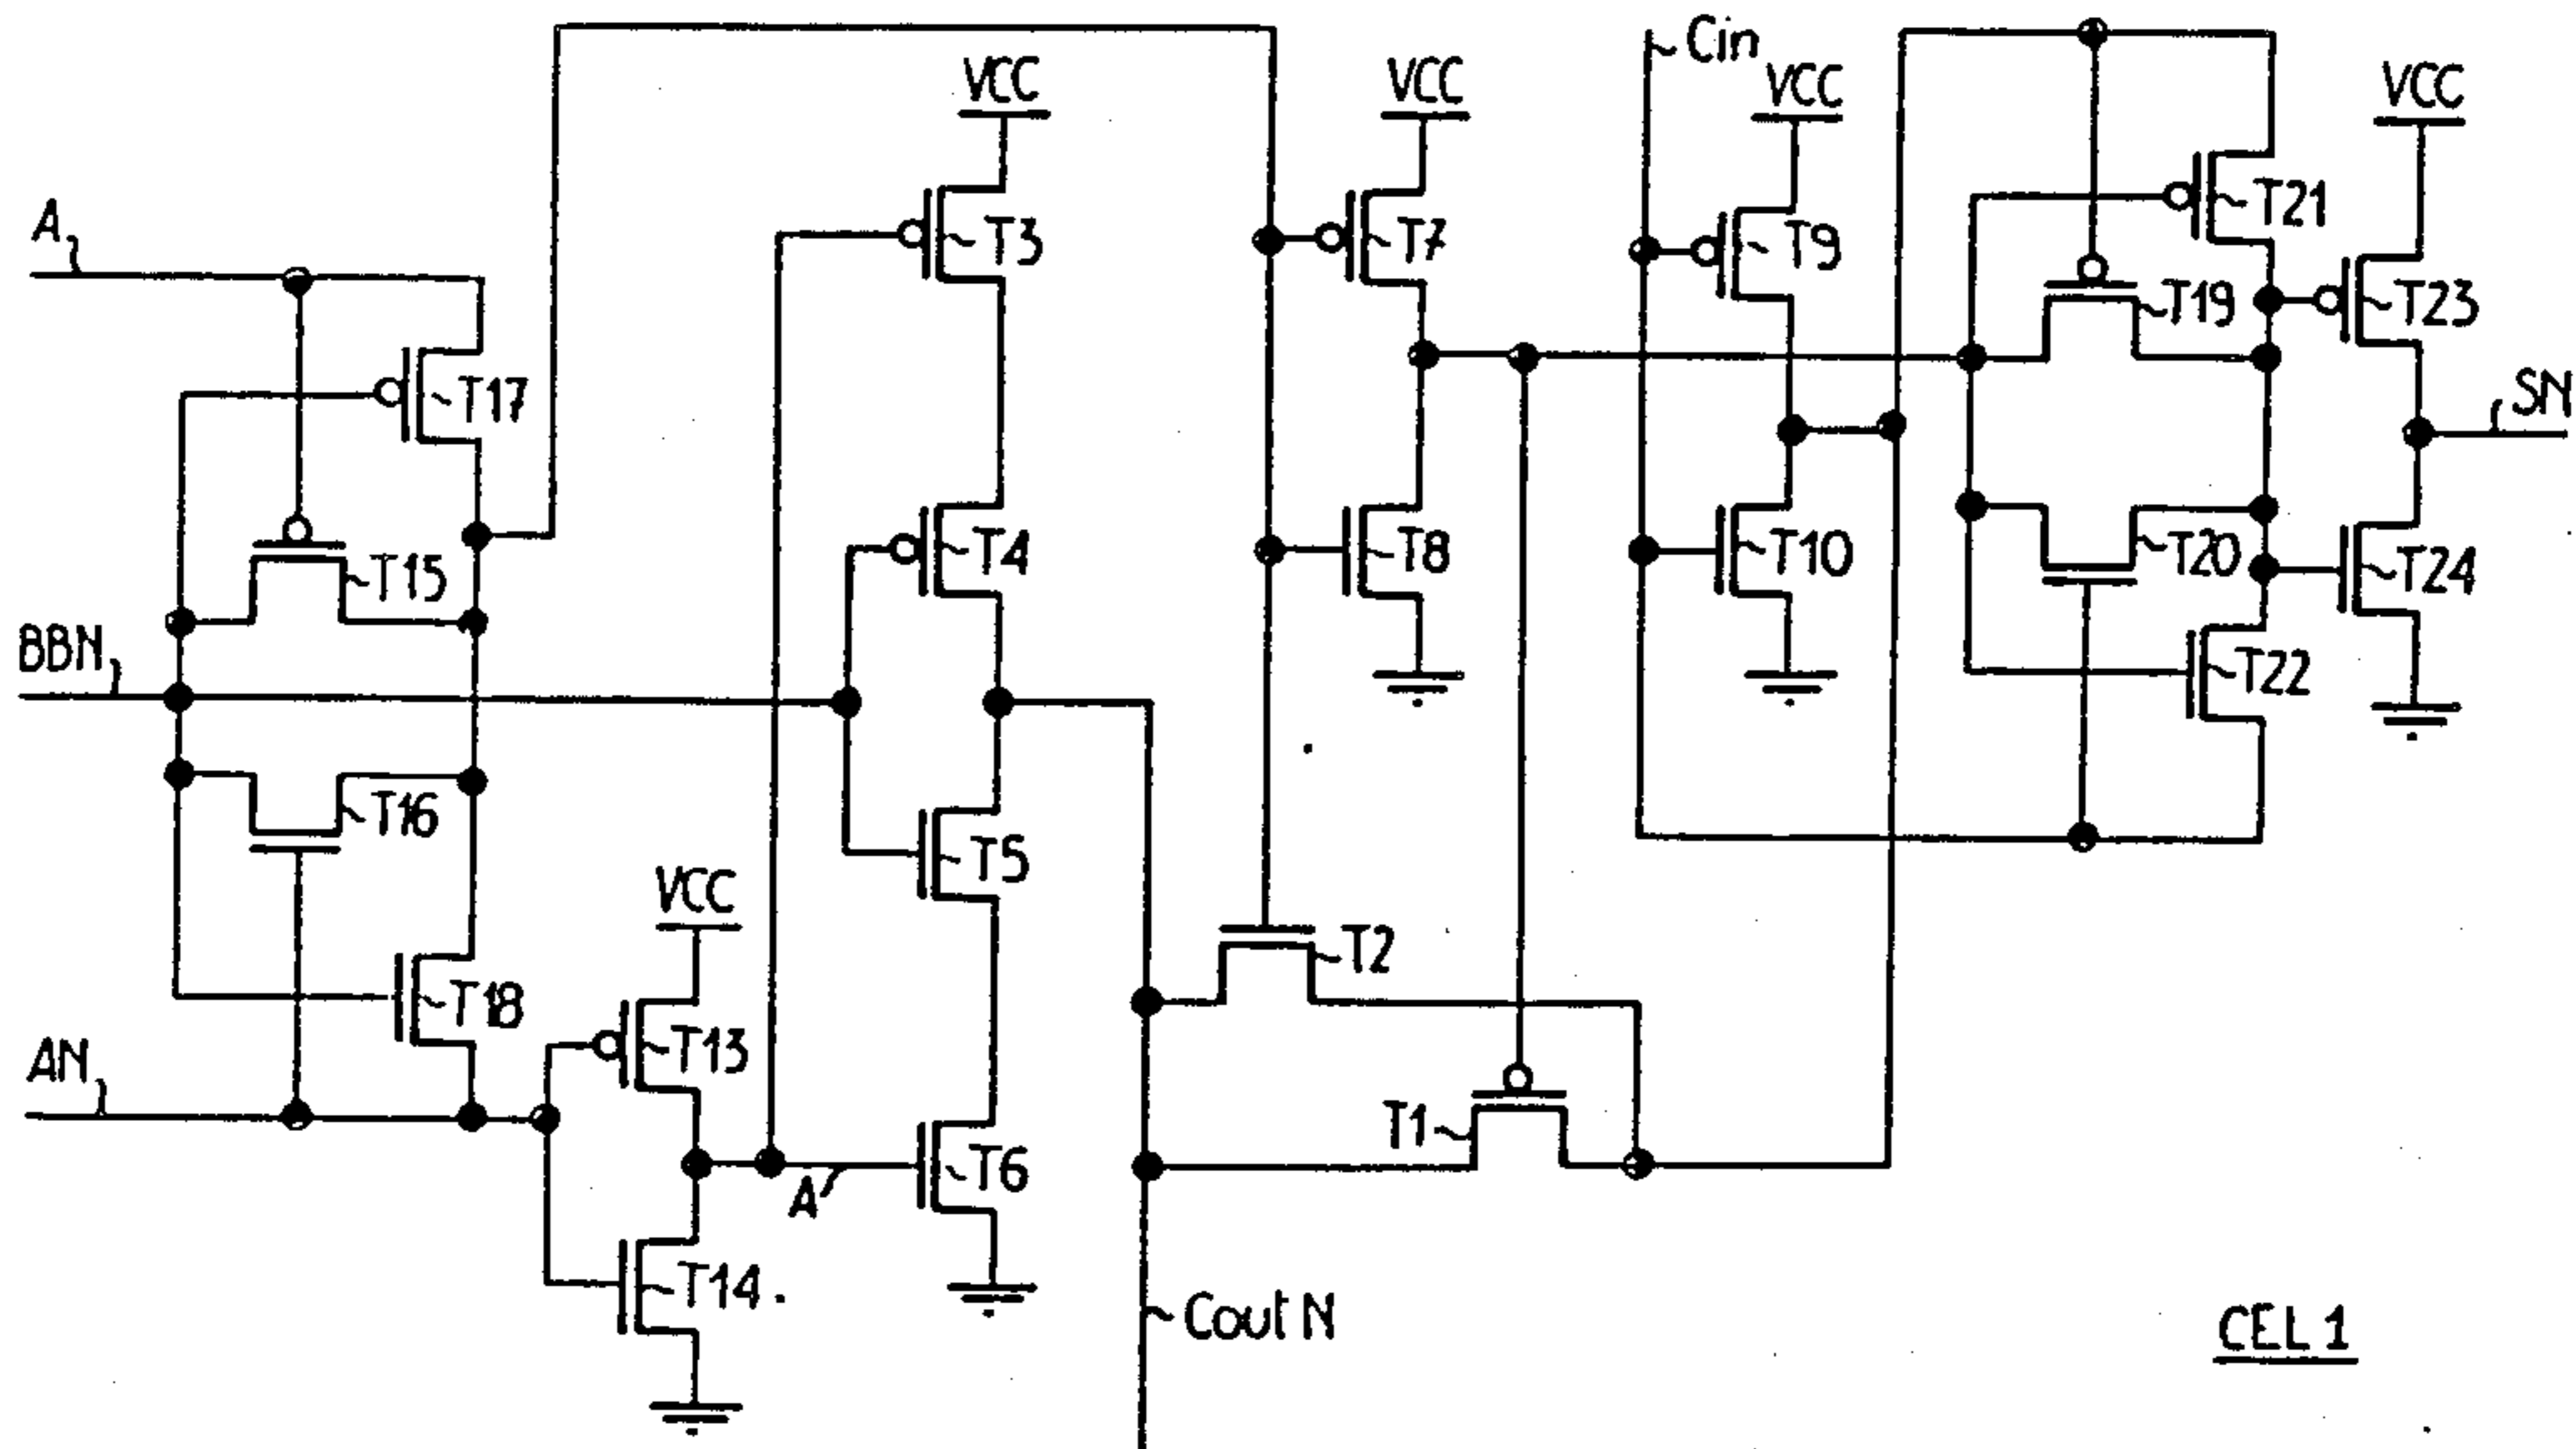 Cin
VCC
VCC
VCC
VCC
A
T3
T7
T9
T21
T19
T23
T17
SN
T15
T4
T8
T10
T20
T24
BBN
T22
T16
T5
VCC
T2
T18
AN
T13
T1
T6
A
T14
Cout N
CEL 1